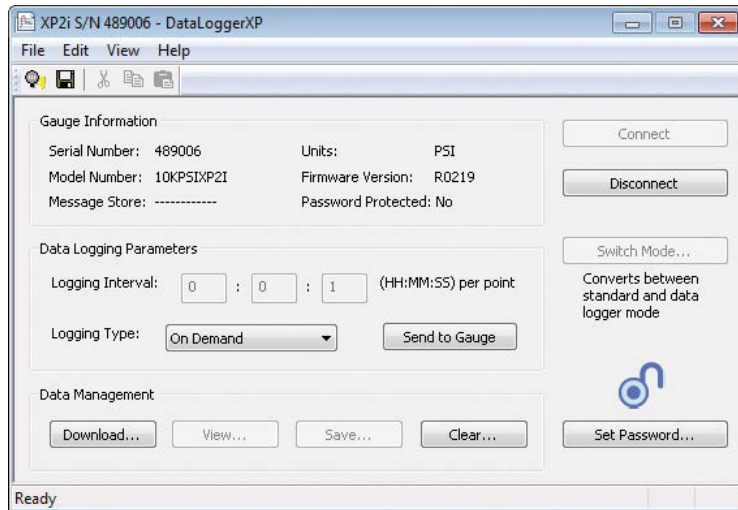 XP2i S/N 489006 - DataLoggerXP
File Edit View Help
Gauge Information
Serial Number: 489006 Units: PSI
Model Number: 10KPSIXP2I Firmware Version: R0219
Message Store: ------------ Password Protected: No
Connect
Disconnect
Data Logging Parameters
Logging Interval: 0 : 0 : 1 (HH:MM:SS) per point
Logging Type: On Demand Send to Gauge
Switch Mode...
Converts between
standard and data
logger mode
Data Management
Download... View... Save... Clear...
Set Password...
Ready